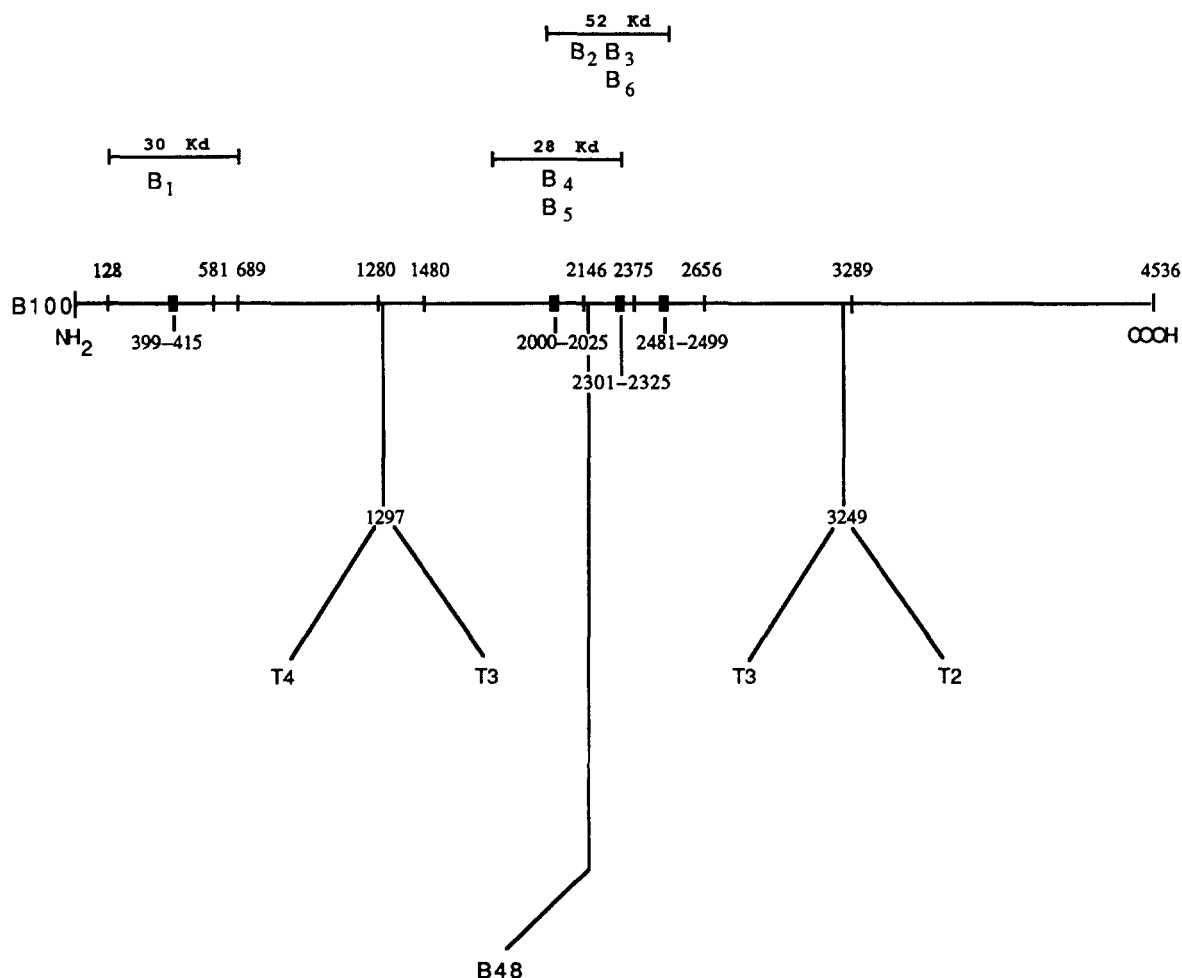 52 Kd
B2 B3
B6
30 Kd
B1
28 Kd
B4
B5
128 581 689 1280 1480 2146 2375 2656 3289 4536
B100
NH2 399–415 2000–2025 2481–2499 COOH
2301–2325
1297 3249
T4 T3 T3 T2
B48